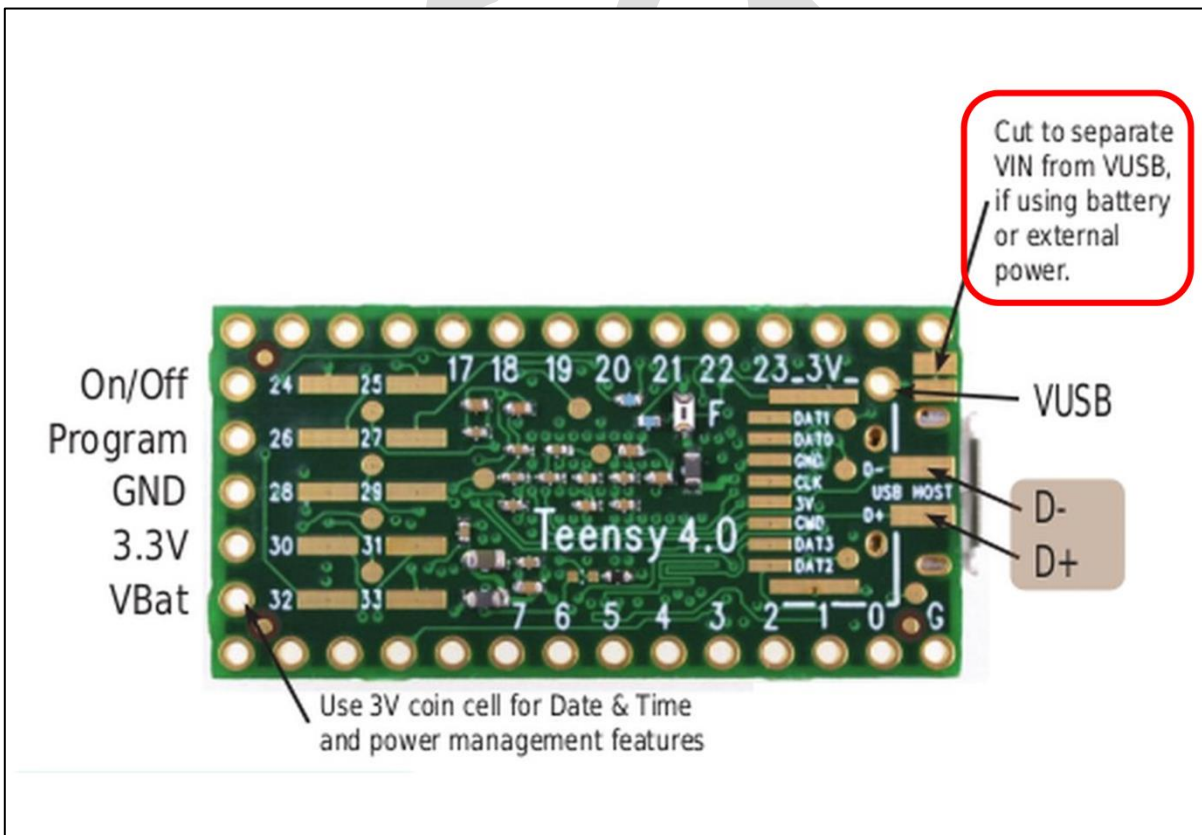 Cut to separate
VIN from VUSB,
if using battery
or external
power.
On/Off
Program
GND
3.3V
VBat
24 25
26 27
28 29
30 31
32 33
17 18 19 20 21 22 23_3V_
F
DAT1
DAT0
GND
CLK
3V
CMD
DAT3
DAT2
D-
USB HOST
D+
Teensy 4.0
7 6 5 4 3 2 1 0 G
VUSB
D-
D+
Use 3V coin cell for Date & Time
and power management features